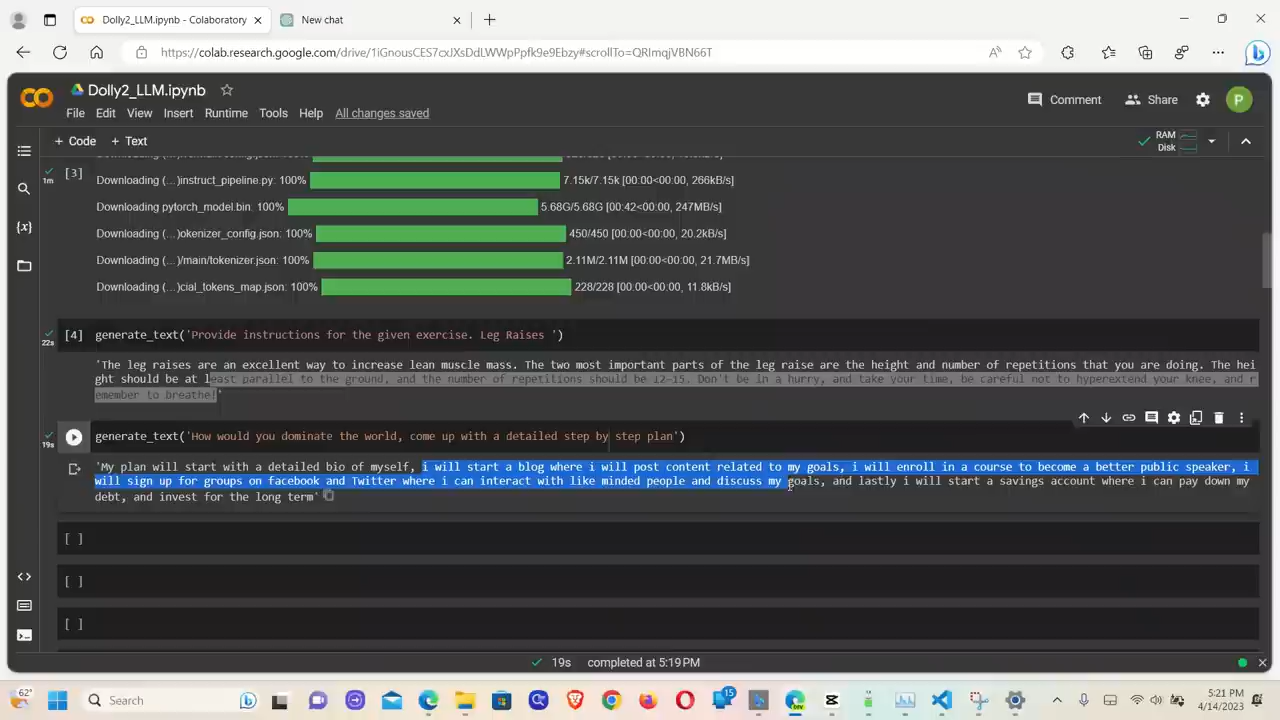 Dolly2_LLM.ipynb - Colaboratory
New chat
https://colab.research.google.com/drive/1iGnousCES7cxJXsDdLWWpPpfk9e9Ebzy#scrollTo=QRlmqjVBN66T
Dolly2_LLM.ipynb
File Edit View Insert Runtime Tools Help All changes saved
Comment Share P
+ Code + Text
RAM
Disk
[3]
1m
Downloading (…)instruct_pipeline.py: 100% 7.15k/7.15k [00:00<00:00, 266kB/s]
Downloading pytorch_model.bin: 100% 5.68G/5.68G [00:42<00:00, 247MB/s]
Downloading (…)okenizer_config.json: 100% 450/450 [00:00<00:00, 20.2kB/s]
Downloading (…)/main/tokenizer.json: 100% 2.11M/2.11M [00:00<00:00, 21.7MB/s]
Downloading (…)cial_tokens_map.json: 100% 228/228 [00:00<00:00, 11.8kB/s]
[4] generate_text('Provide instructions for the given exercise. Leg Raises ')
22s
'The leg raises are an excellent way to increase lean muscle mass. The two most important parts of the leg raise are the height and number of repetitions that you are doing. The hei
ght should be at least parallel to the ground, and the number of repetitions should be 12–15. Don't be in a hurry, and take your time, be careful not to hyperextend your knee, and r
emember to breathe!'
generate_text('How would you dominate the world, come up with a detailed step by step plan')
19s
'My plan will start with a detailed bio of myself, i will start a blog where i will post content related to my goals, i will enroll in a course to become a better public speaker, i
will sign up for groups on facebook and Twitter where i can interact with like minded people and discuss my goals, and lastly i will start a savings account where i can pay down my
debt, and invest for the long term'
[ ]
[ ]
[ ]
19s completed at 5:19 PM
62°
Search
15
DEV
5:21 PM
4/14/2023